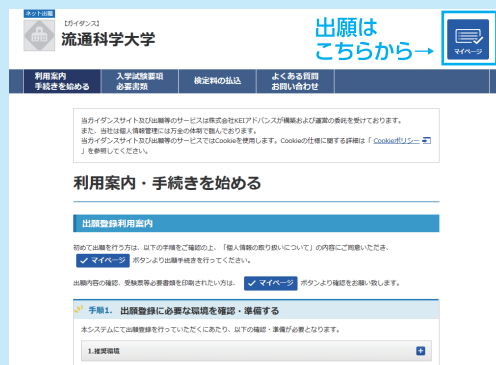 ネット出願
【ガイダンス】
流通科学大学
出願は
こちらから→
マイページ
利用案内
手続きを始める
入学試験要項
必要書類
検定料の払込
よくある質問
お問い合わせ
当ガイダンスサイト及び出願等のサービスは株式会社KEIアドバンスが構築および運営の委託を受けております。
また、当社は個人情報管理には万全の体制で臨んでおります。
当ガイダンスサイト及び出願等のサービスではCookieを使用します。Cookieの仕様に関する詳細は「 Cookieポリシー
」を参照してください。
利用案内・手続きを始める
出願登録利用案内
初めて出願を行う方は、以下の手順をご確認の上、「個人情報の取り扱いについて」の内容にご同意いただき、
マイページ ボタンより出願手続きを行ってください。
出願内容の確認、受験票等必要書類を印刷されたい方は、 マイページ ボタンより確認をお願い致します。
手順1. 出願登録に必要な環境を確認・準備する
本システムにて出願登録を行っていただくにあたり、以下の確認・準備が必要となります。
1.推奨環境